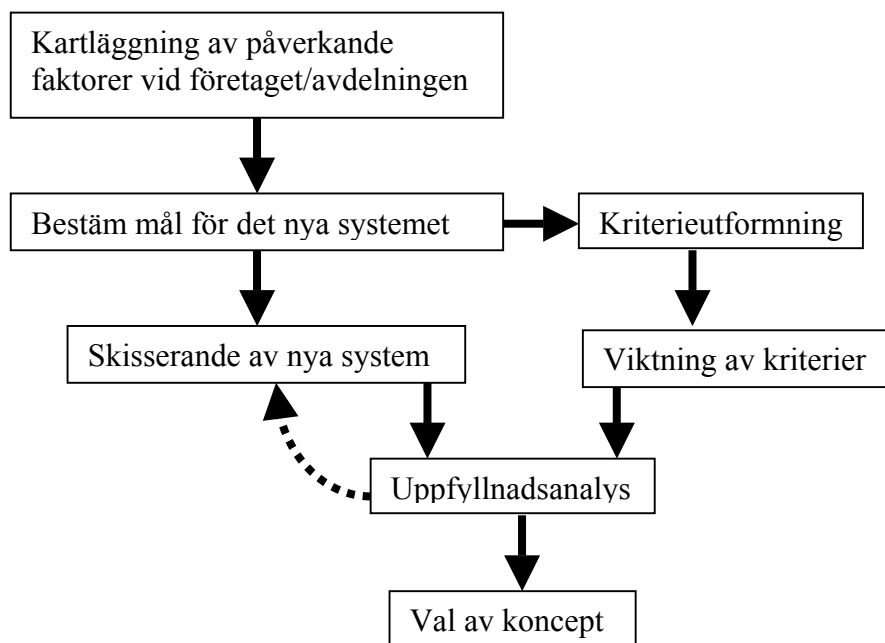 Kartläggning av påverkande
faktorer vid företaget/avdelningen
Bestäm mål för det nya systemet
Kriterieutformning
Skisserande av nya system
Viktning av kriterier
Uppfyllnadsanalys
Val av koncept